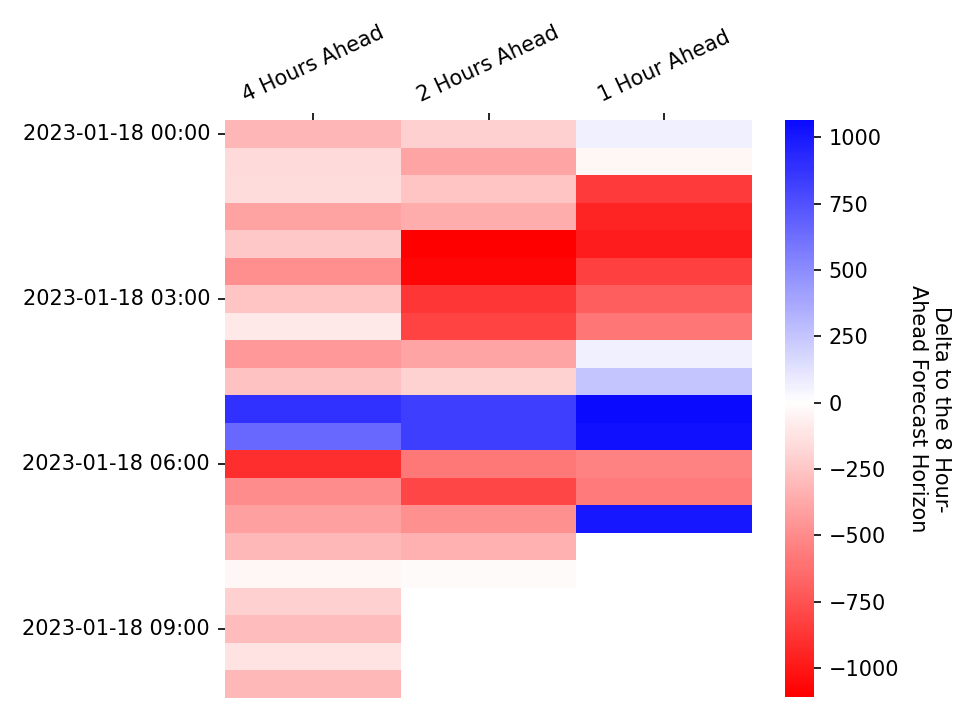 4 Hours Ahead
2 Hours Ahead
1 Hour Ahead
2023-01-18 00:00
2023-01-18 03:00
2023-01-18 06:00
2023-01-18 09:00
1000
750
500
250
0
−250
−500
−750
−1000
Delta to the 8 Hour-
Ahead Forecast Horizon